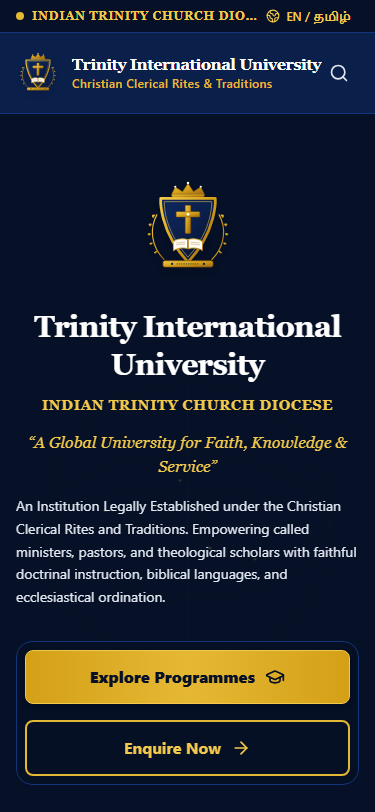 INDIAN TRINITY CHURCH DIO...
EN / தமிழ்
Trinity International University
Christian Clerical Rites & Traditions
Trinity International
University
INDIAN TRINITY CHURCH DIOCESE
“A Global University for Faith, Knowledge &
Service”
An Institution Legally Established under the Christian
Clerical Rites and Traditions. Empowering called
ministers, pastors, and theological scholars with faithful
doctrinal instruction, biblical languages, and
ecclesiastical ordination.
Explore Programmes
Enquire Now